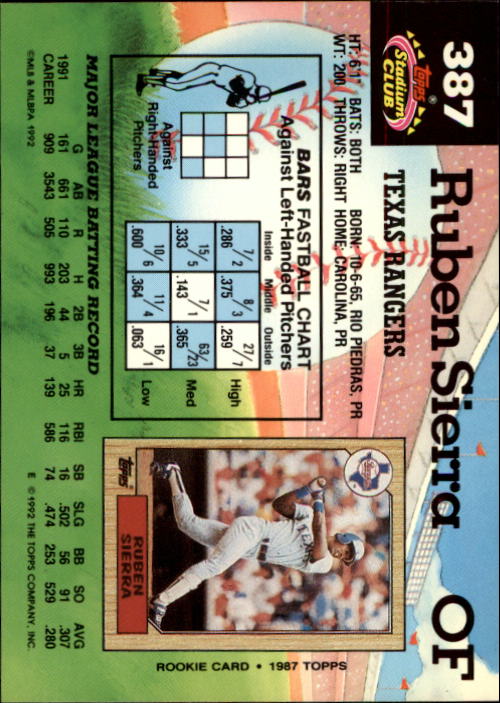 387
Topps
Stadium
CLUB
Ruben Sierra OF
TEXAS RANGERS
HT: 6'1" BATS: BOTH BORN: 10-6-65, RIO PIEDRAS, PR
WT: 200 THROWS: RIGHT HOME: CAROLINA, PR
BARS FASTBALL CHART
Against Left-Handed Pitchers
Inside Middle Outside
7/2 8/3 27/7
.286 .375 .259 High
15/5 7/1 63/23
.333 .143 .365 Med
10/6 11/4 16/1
.600 .364 .063 Low
Against
Right-Handed
Pitchers
Topps
RUBEN
SIERRA
ROOKIE CARD • 1987 TOPPS
MAJOR LEAGUE BATTING RECORD
G AB R H 2B 3B HR RBI SB SLG BB SO AVG
1991 161 661 110 203 44 5 25 116 16 .502 56 91 .307
CAREER 909 3543 505 993 196 37 139 586 74 .474 253 529 .280
©MLB & MLBPA 1992
E © 1992 THE TOPPS COMPANY, INC.